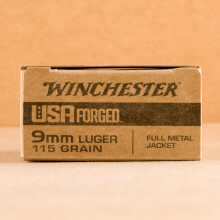 WINCHESTER
USA FORGED
9mm LUGER
115 GRAIN
FULL METAL
JACKET